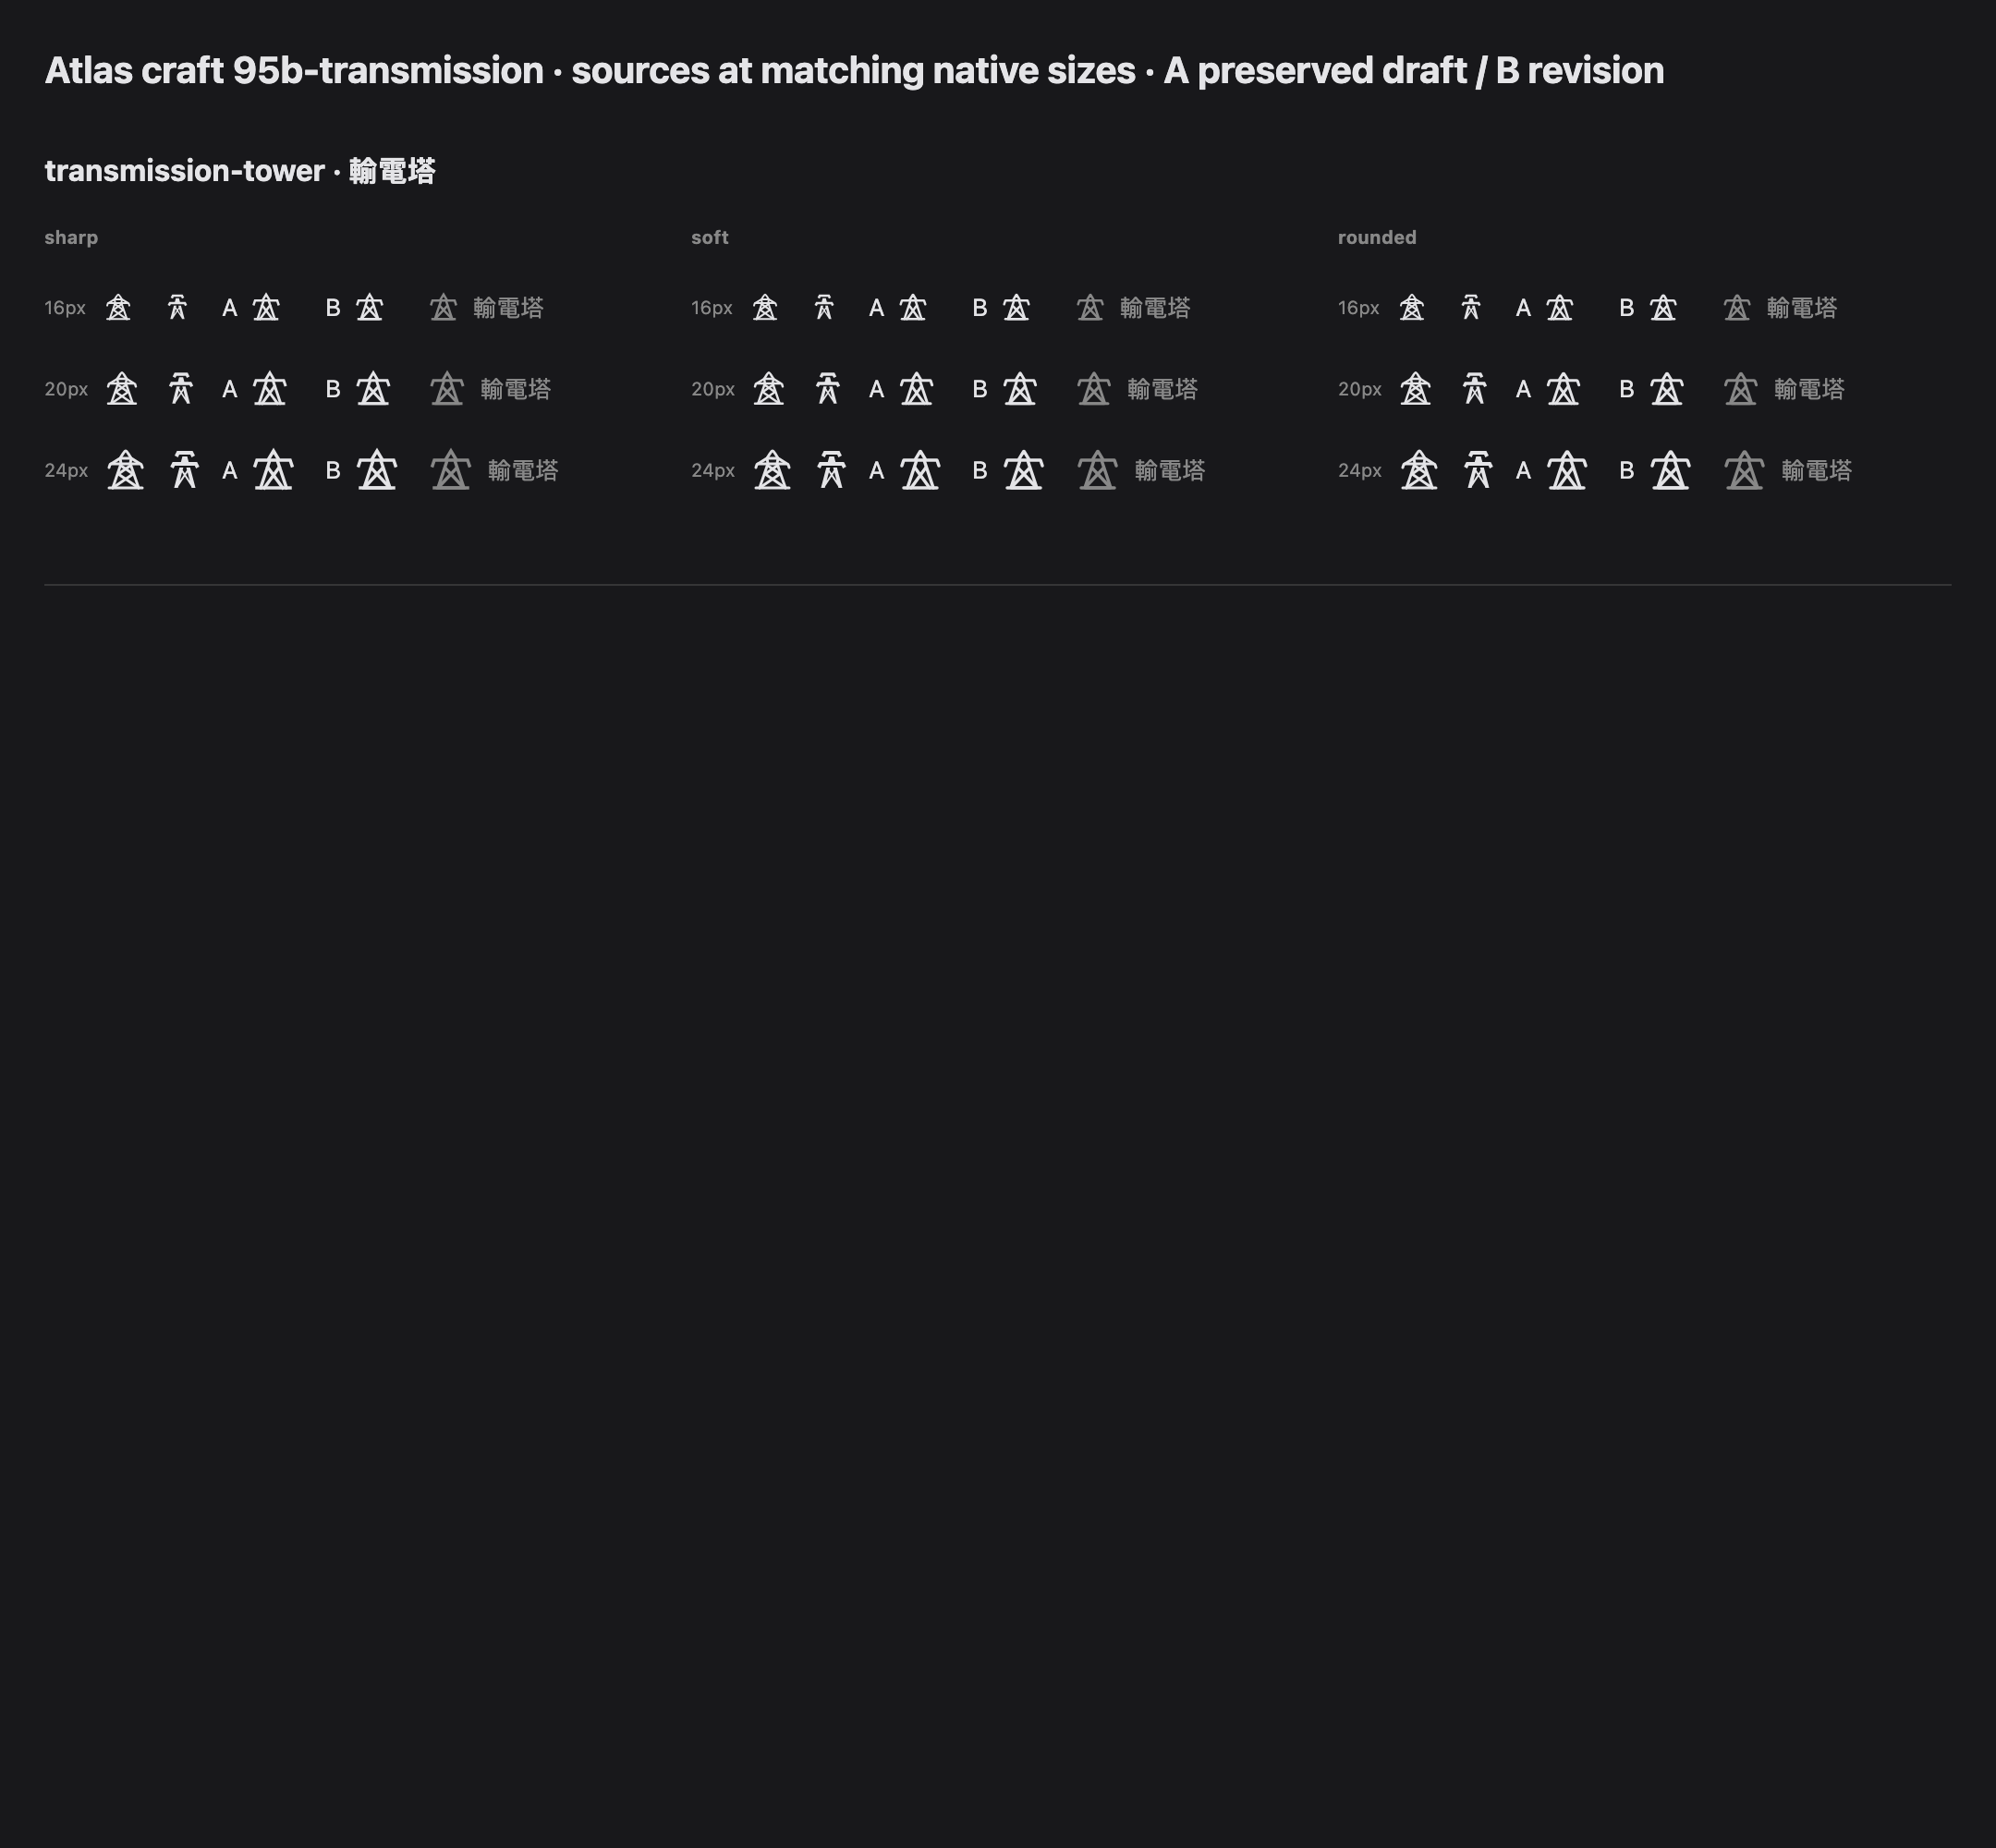 Atlas craft 95b-transmission · sources at matching native sizes · A preserved draft / B revision
transmission-tower · 輸電塔
sharp
16px A B 輸電塔
20px A B 輸電塔
24px A B 輸電塔
soft
16px A B 輸電塔
20px A B 輸電塔
24px A B 輸電塔
rounded
16px A B 輸電塔
20px A B 輸電塔
24px A B 輸電塔